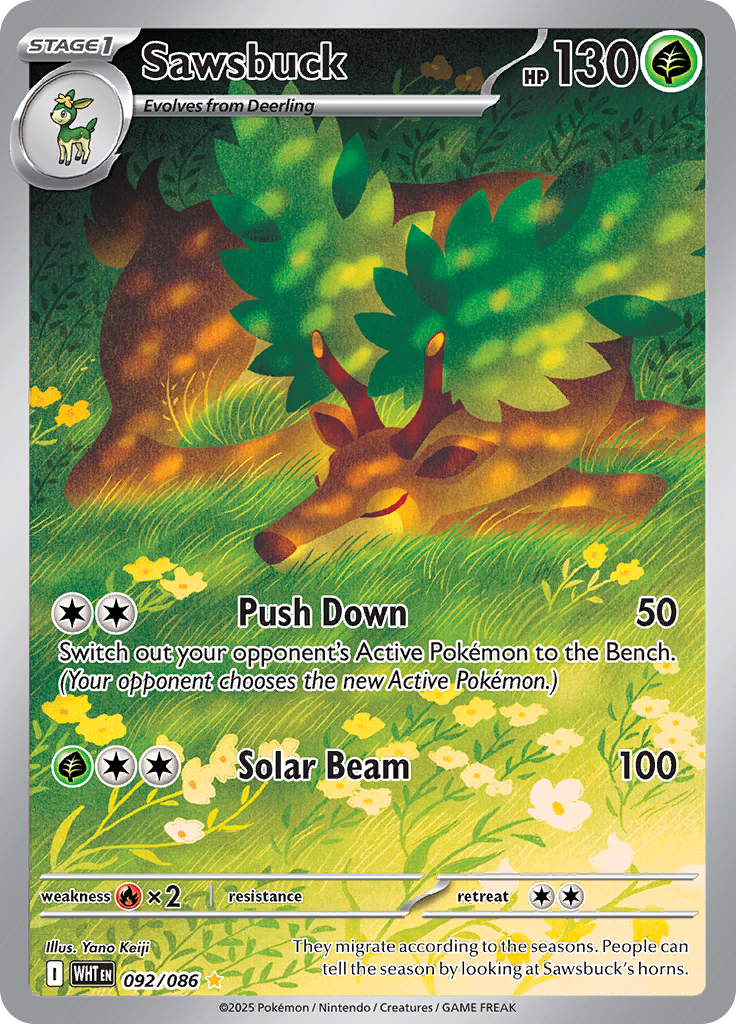 STAGE1
Sawsbuck
HP 130
Evolves from Deerling
Push Down 50
Switch out your opponent's Active Pokémon to the Bench.
(Your opponent chooses the new Active Pokémon.)
Solar Beam 100
weakness ×2 resistance retreat
Illus. Yano Keiji
They migrate according to the seasons. People can
tell the season by looking at Sawsbuck's horns.
I WHT EN 092/086
©2025 Pokémon / Nintendo / Creatures / GAME FREAK